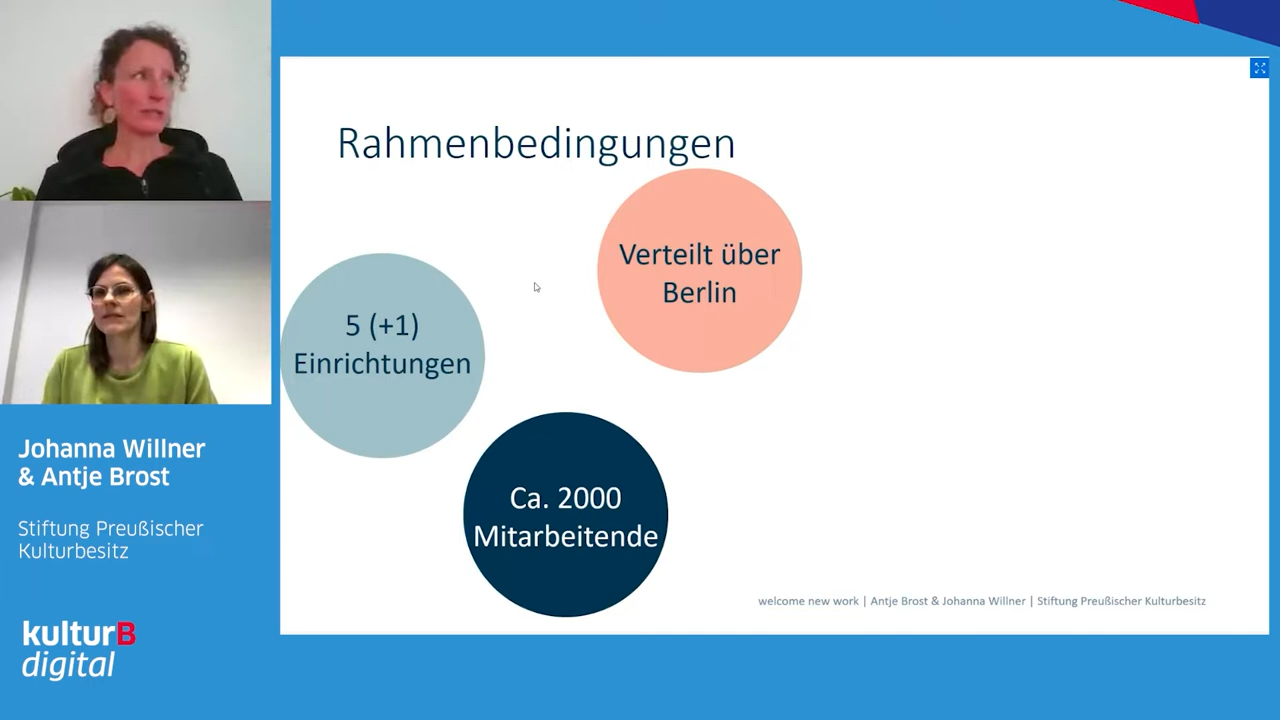 Rahmenbedingungen
Verteilt über
Berlin
5 (+1)
Einrichtungen
Ca. 2000
Mitarbeitende
welcome new work | Antje Brost & Johanna Willner | Stiftung Preußischer Kulturbesitz
Johanna Willner
& Antje Brost
Stiftung Preußischer
Kulturbesitz
kulturB
digital